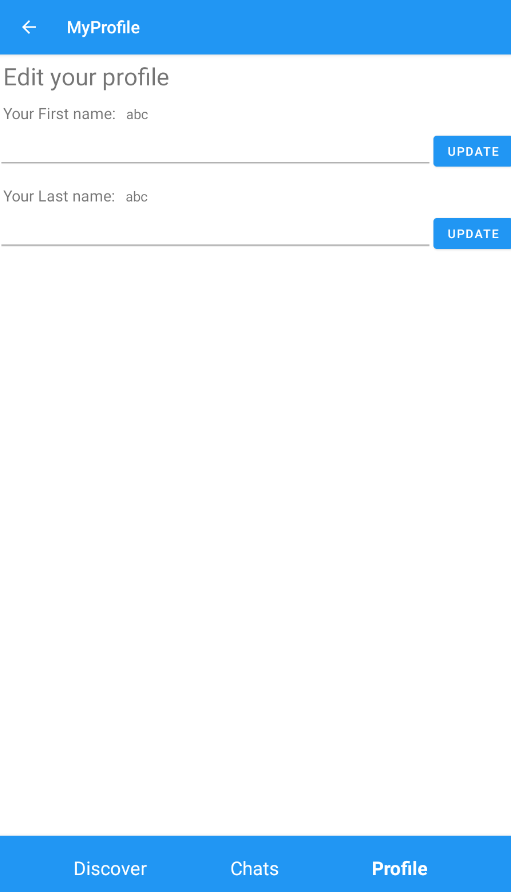 MyProfile
Edit your profile
Your First name: abc
UPDATE
Your Last name: abc
UPDATE
Discover Chats Profile